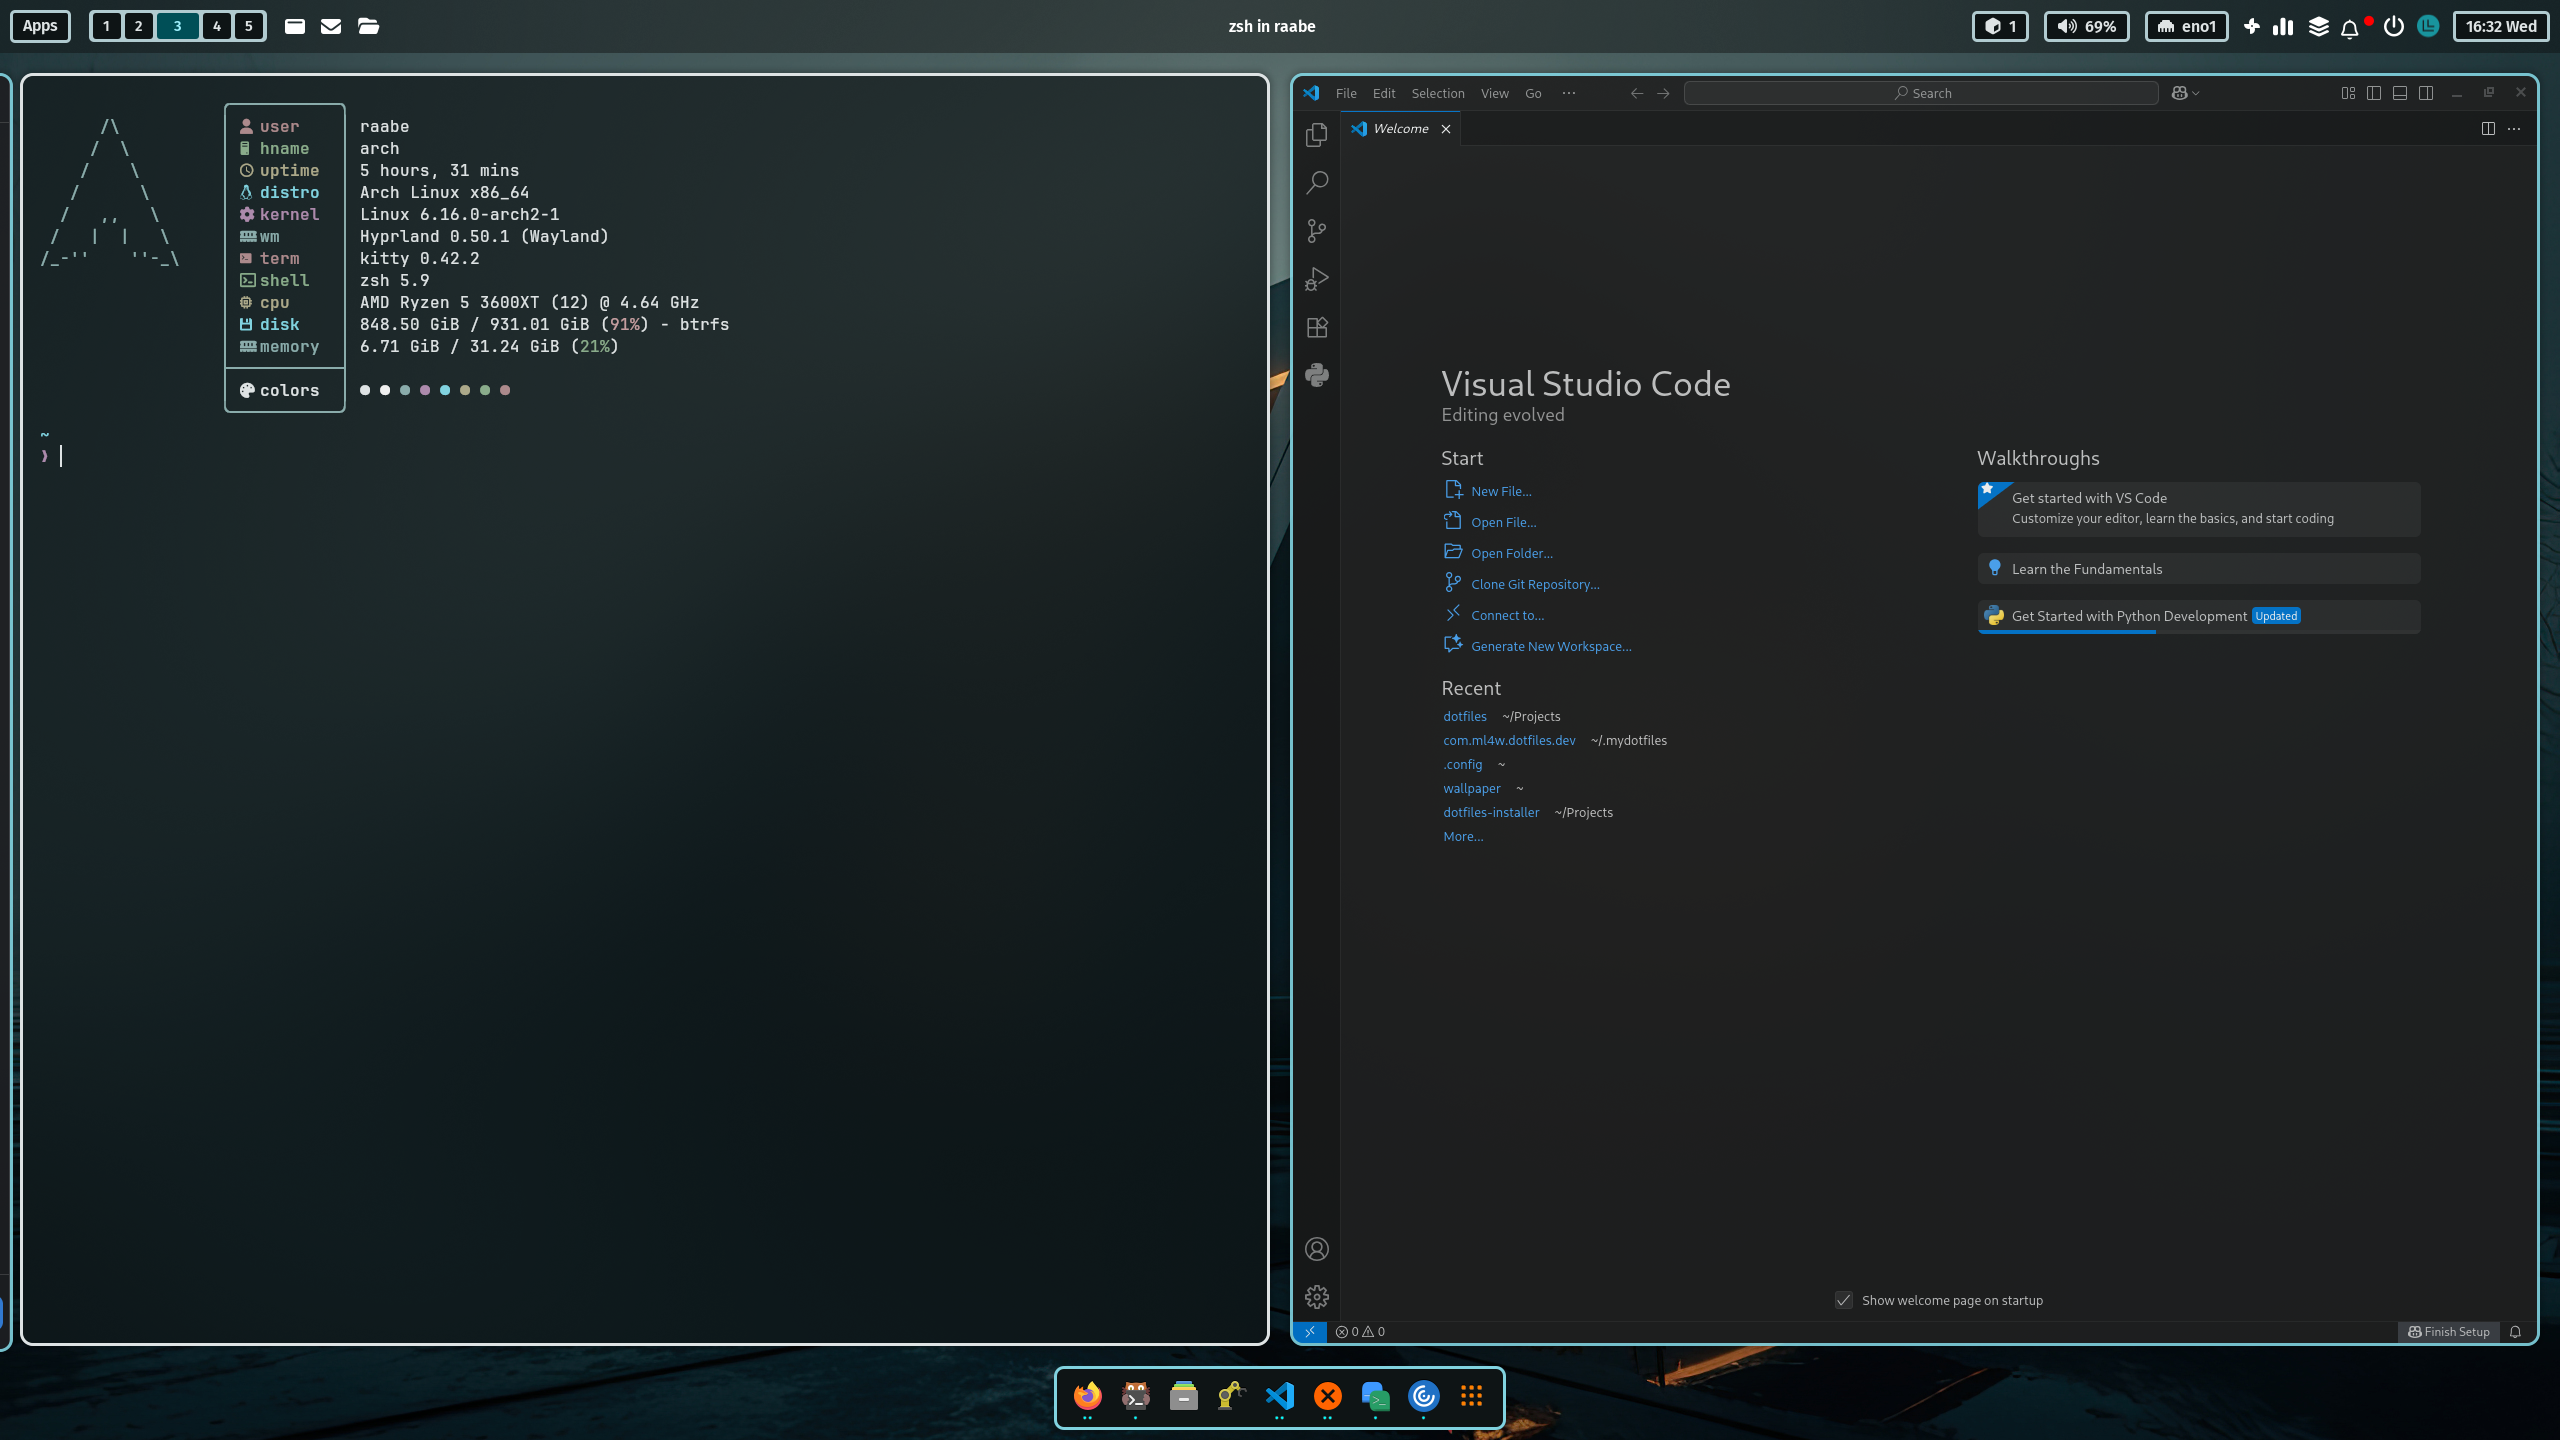 Apps 1 2 3 4 5 zsh in raabe 1 69% eno1 16:32 Wed
user raabe
hname arch
uptime 5 hours, 31 mins
distro Arch Linux x86_64
kernel Linux 6.16.0-arch2-1
wm Hyprland 0.50.1 (Wayland)
term kitty 0.42.2
shell zsh 5.9
cpu AMD Ryzen 5 3600XT (12) @ 4.64 GHz
disk 848.50 GiB / 931.01 GiB (91%) - btrfs
memory 6.71 GiB / 31.24 GiB (21%)
colors
~
❱
File Edit Selection View Go ··· Search
Welcome
Visual Studio Code
Editing evolved
Start
New File...
Open File...
Open Folder...
Clone Git Repository...
Connect to...
Generate New Workspace...
Recent
dotfiles ~/Projects
com.ml4w.dotfiles.dev ~/.mydotfiles
.config ~
wallpaper ~
dotfiles-installer ~/Projects
More...
Walkthroughs
Get started with VS Code
Customize your editor, learn the basics, and start coding
Learn the Fundamentals
Get Started with Python Development Updated
Show welcome page on startup
0 0 Finish Setup